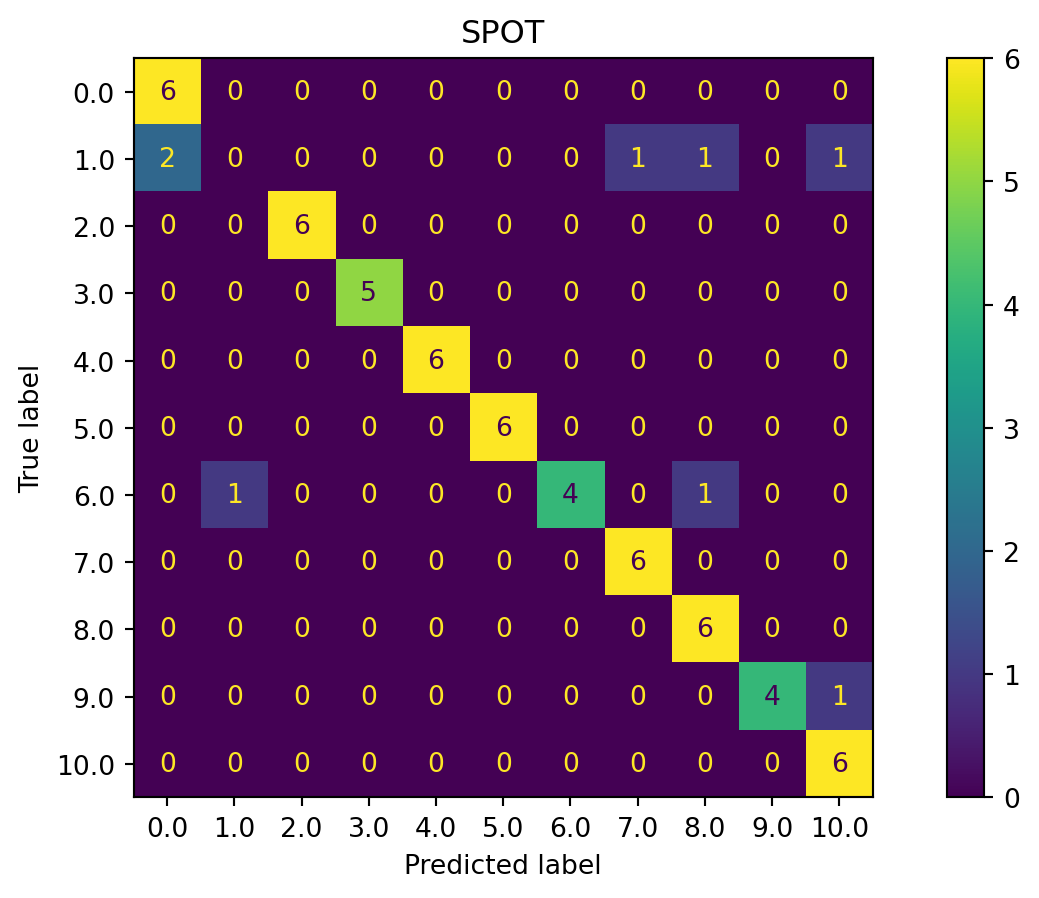 SPOT
0.0 6 0 0 0 0 0 0 0 0 0 0
1.0 2 0 0 0 0 0 0 1 1 0 1
2.0 0 0 6 0 0 0 0 0 0 0 0
3.0 0 0 0 5 0 0 0 0 0 0 0
4.0 0 0 0 0 6 0 0 0 0 0 0
5.0 0 0 0 0 0 6 0 0 0 0 0
6.0 0 1 0 0 0 0 4 0 1 0 0
7.0 0 0 0 0 0 0 0 6 0 0 0
8.0 0 0 0 0 0 0 0 0 6 0 0
9.0 0 0 0 0 0 0 0 0 0 4 1
10.0 0 0 0 0 0 0 0 0 0 0 6
0.0 1.0 2.0 3.0 4.0 5.0 6.0 7.0 8.0 9.0 10.0
Predicted label
True label
6
5
4
3
2
1
0